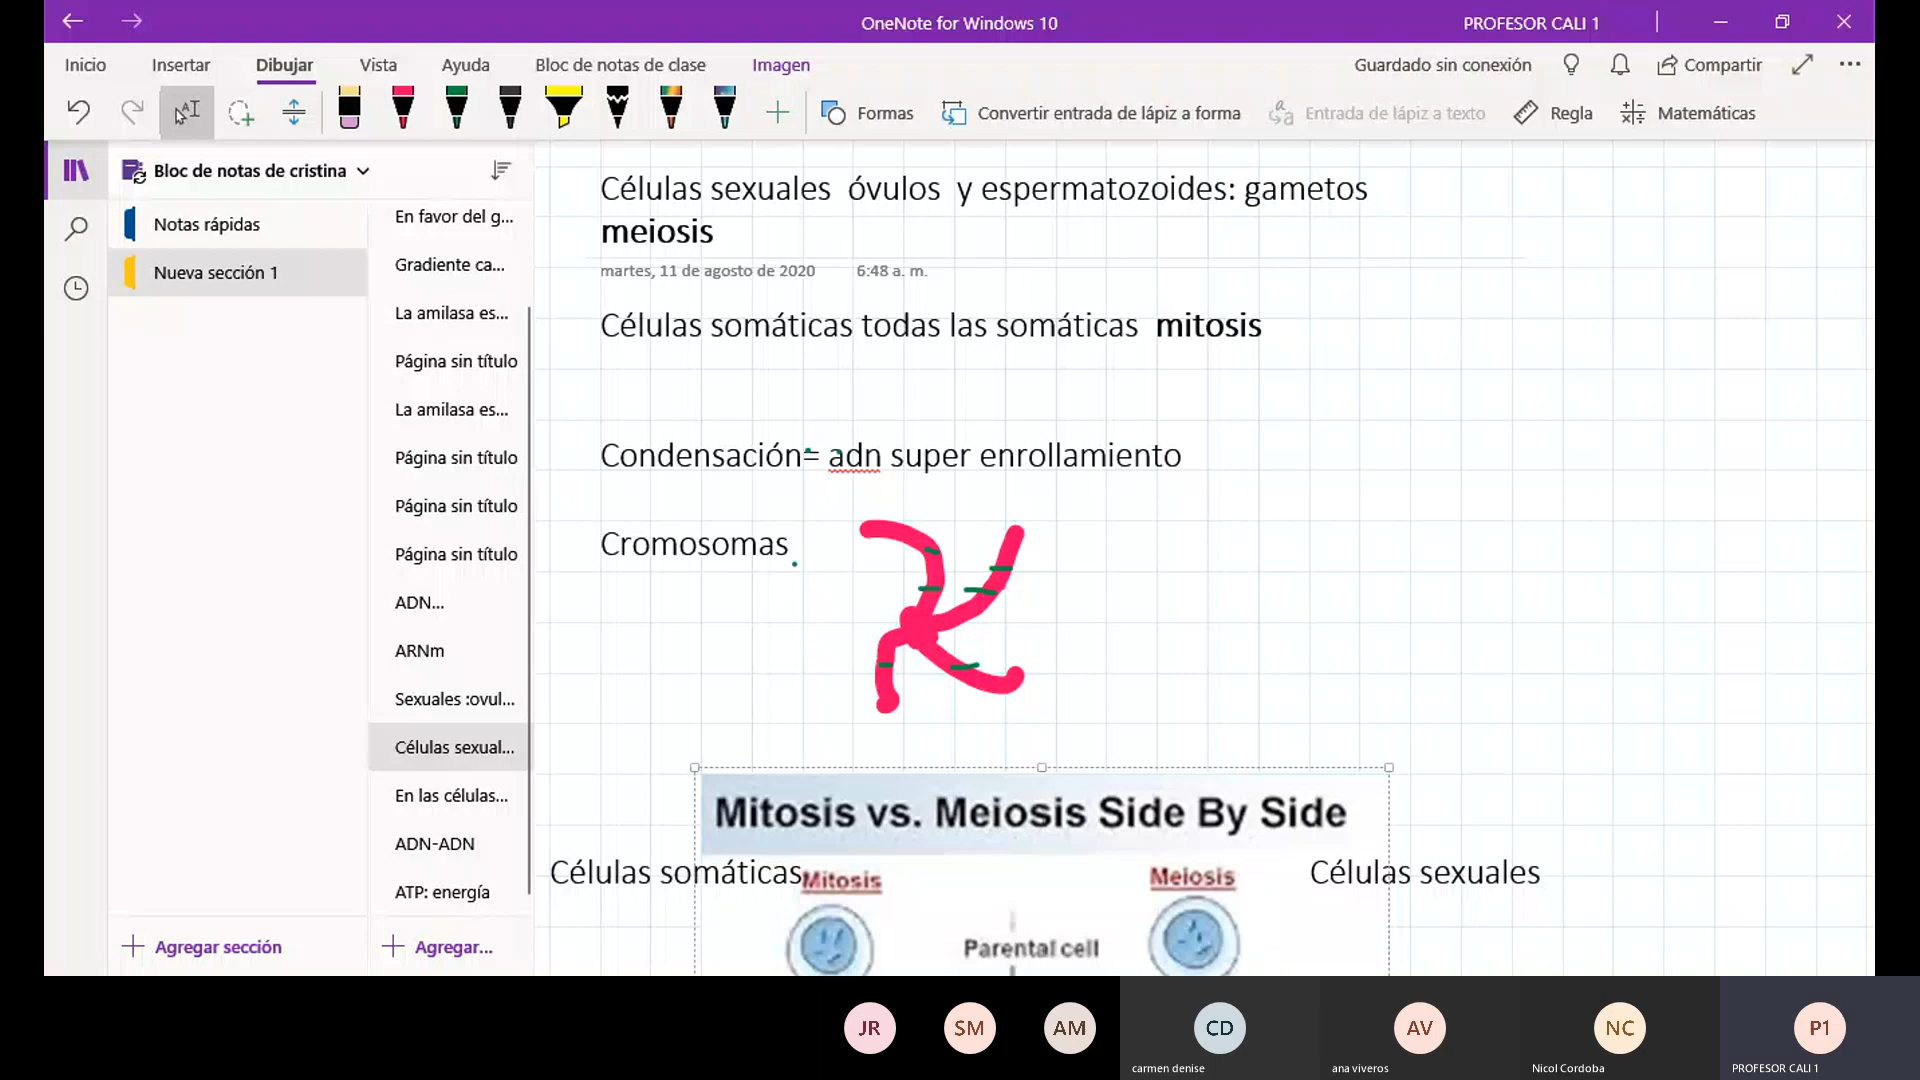 OneNote for Windows 10
PROFESOR CALI 1
Inicio
Insertar
Dibujar
Vista
Ayuda
Bloc de notas de clase
Imagen
Guardado sin conexión
Compartir
Formas
Convertir entrada de lápiz a forma
Entrada de lápiz a texto
Regla
Matemáticas
Bloc de notas de cristina
Notas rápidas
Nueva sección 1
Agregar sección
En favor del g...
Gradiente ca...
La amilasa es...
Página sin título
La amilasa es...
Página sin título
Página sin título
Página sin título
ADN...
ARNm
Sexuales :ovul...
Células sexual...
En las células...
ADN-ADN
ATP: energía
Agregar...
Células sexuales óvulos y espermatozoides: gametos
meiosis
martes, 11 de agosto de 2020 6:48 a. m.
Células somáticas todas las somáticas mitosis
Condensación= adn super enrollamiento
Cromosomas
Mitosis vs. Meiosis Side By Side
Células somáticas
Mitosis
Meiosis
Células sexuales
Parental cell
JR
SM
AM
CD
carmen denise
AV
ana viveros
NC
Nicol Cordoba
P1
PROFESOR CALI 1